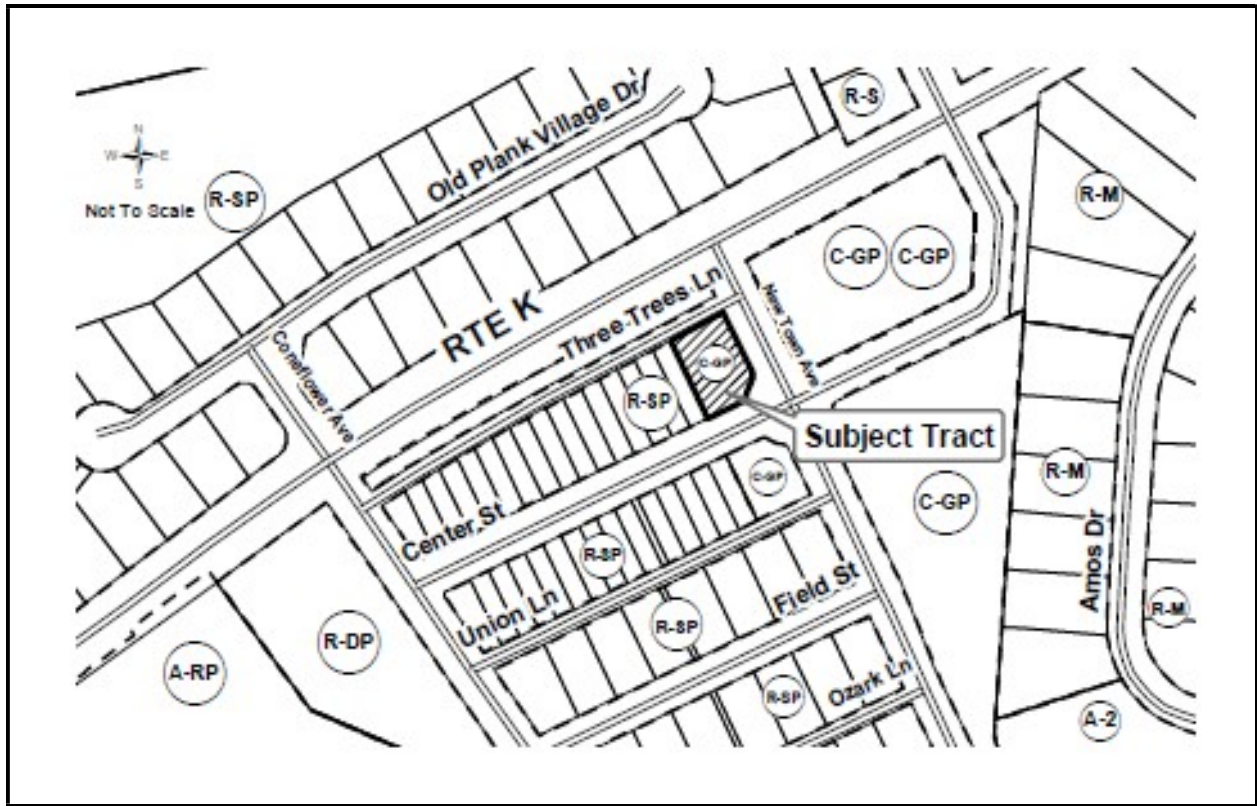 Old Plank Village Dr
R-S
N
W E
S
Not To Scale
R-SP
R-M
C-GP
C-GP
RTE K
Three Trees Ln
New Town Ave
Coneflower Ave
C-GP
R-SP
Subject Tract
C-GP
R-M
C-GP
Center St
R-SP
Union Ln
Field St
Amos Dr
R-SP
R-M
R-DP
A-RP
R-SP
Ozark Ln
A-2